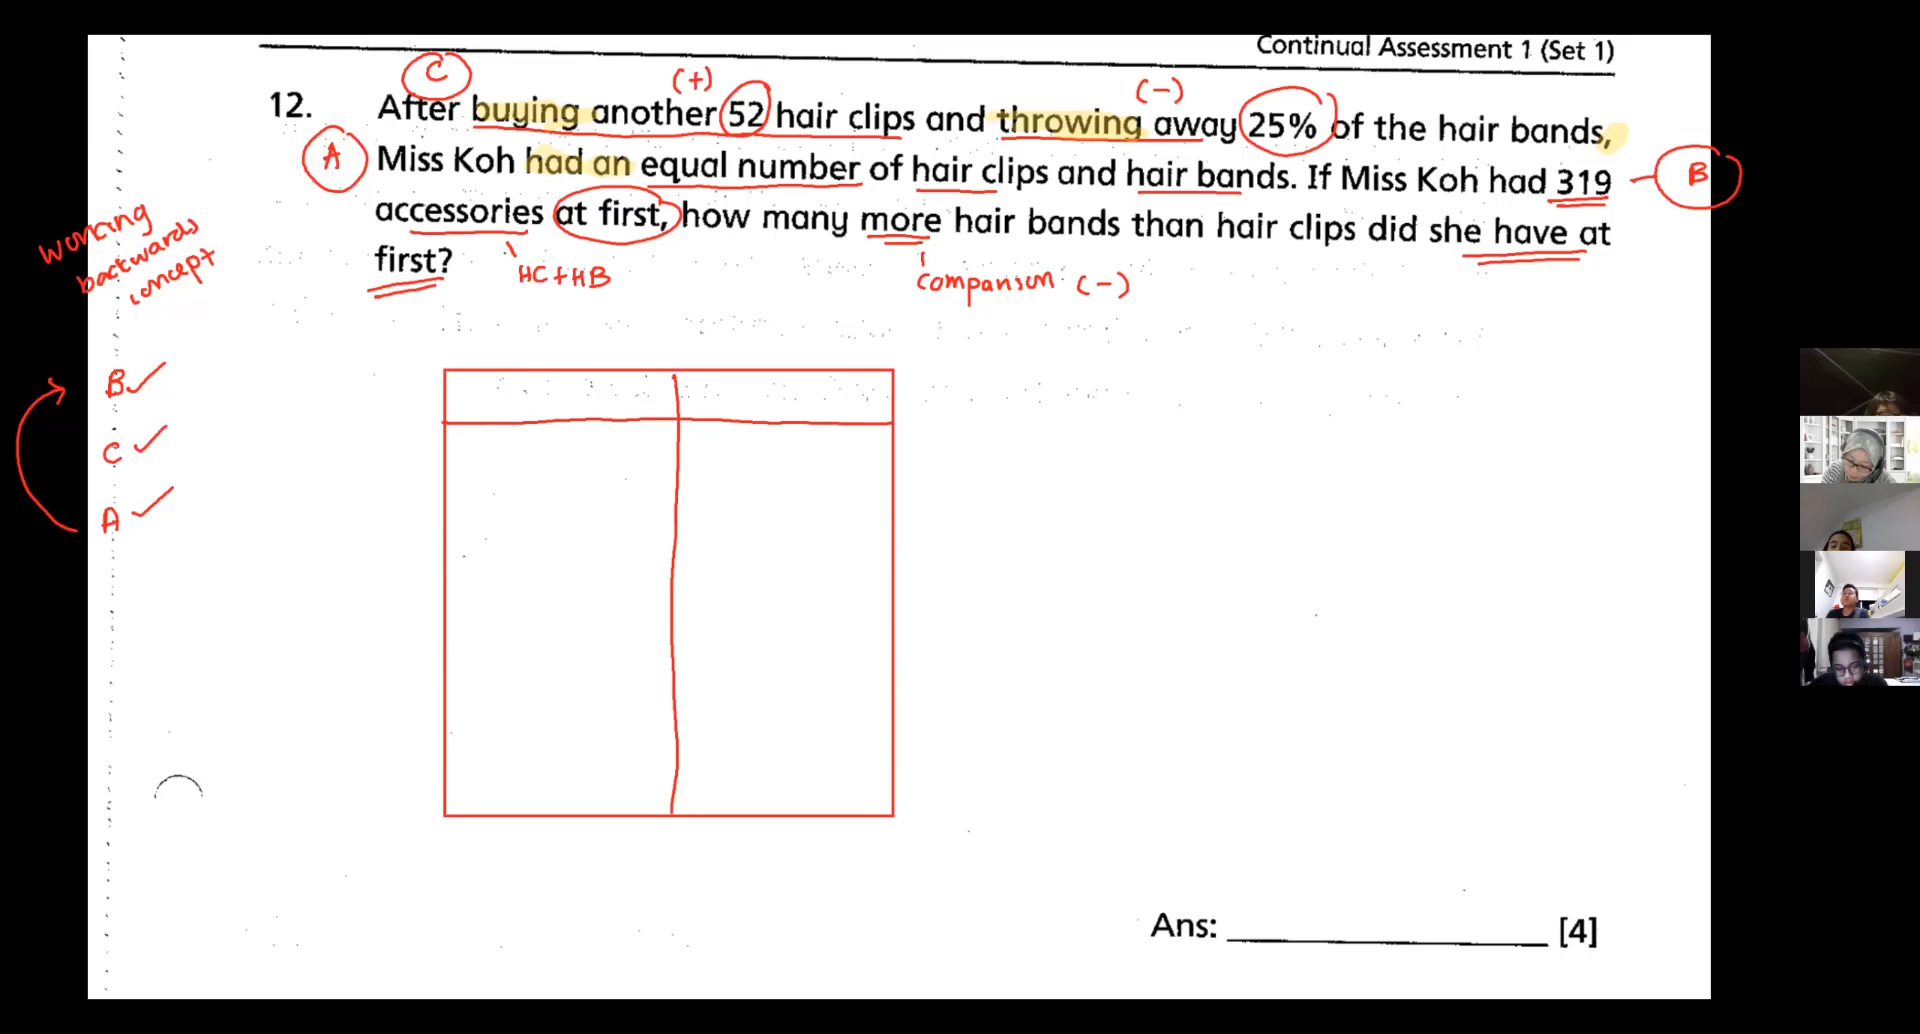 Continual Assessment 1 (Set 1)
C
(+)
(-)
12. After buying another 52 hair clips and throwing away 25% of the hair bands,
A
Miss Koh had an equal number of hair clips and hair bands. If Miss Koh had 319
B
accessories at first, how many more hair bands than hair clips did she have at
first?
HC+HB
comparison (-)
working
backwards
concept
B
C
A
Ans: [4]